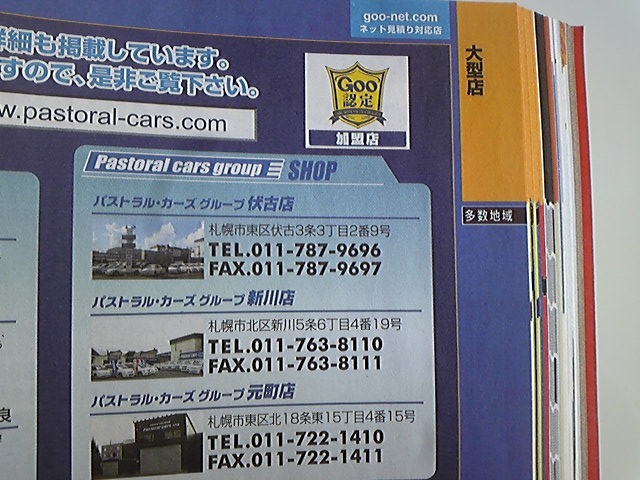 goo-net.com
ネット見積り対応店
詳細も掲載しています。
すので、是非ご覧下さい。
w.pastoral-cars.com
Goo
認定
加盟店
大型店
多数地域
Pastoral cars group SHOP
パストラル・カーズ グループ 伏古店
札幌市東区伏古3条3丁目2番9号
TEL.011-787-9696
FAX.011-787-9697
パストラル・カーズ グループ 新川店
札幌市北区新川5条6丁目4番19号
TEL.011-763-8110
FAX.011-763-8111
パストラル・カーズ グループ 元町店
札幌市東区北18条東15丁目4番15号
TEL.011-722-1410
FAX.011-722-1411
良